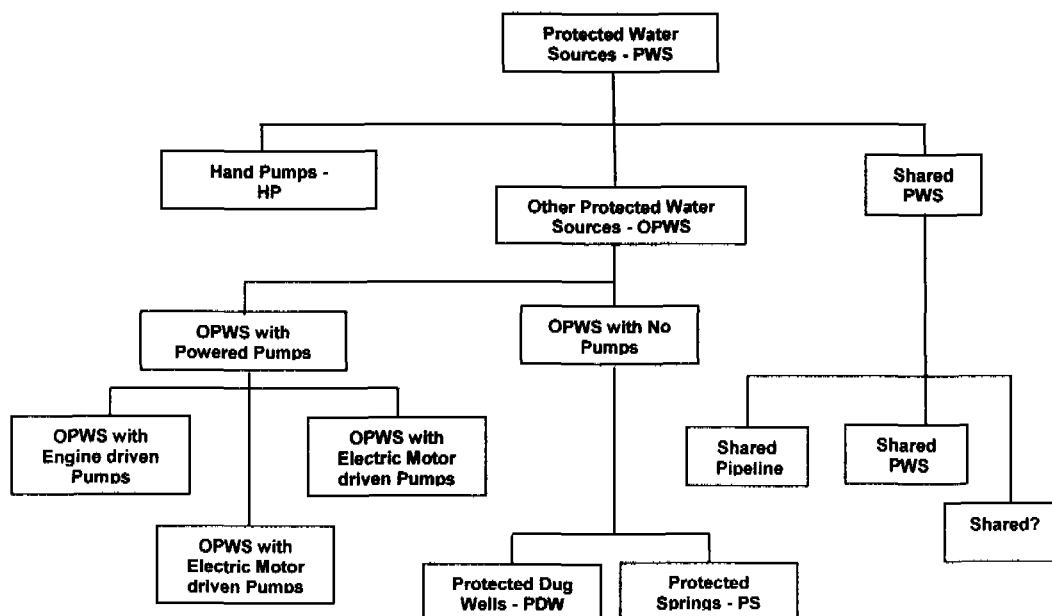 Protected Water
Sources - PWS
Hand Pumps -
HP
Shared
PWS
Other Protected Water
Sources - OPWS
OPWS with
Powered Pumps
OPWS with No
Pumps
OPWS with
Engine driven
Pumps
OPWS with
Electric Motor
driven Pumps
Shared
Pipeline
Shared
PWS
Shared?
OPWS with
Electric Motor
driven Pumps
Protected Dug
Wells - PDW
Protected
Springs - PS